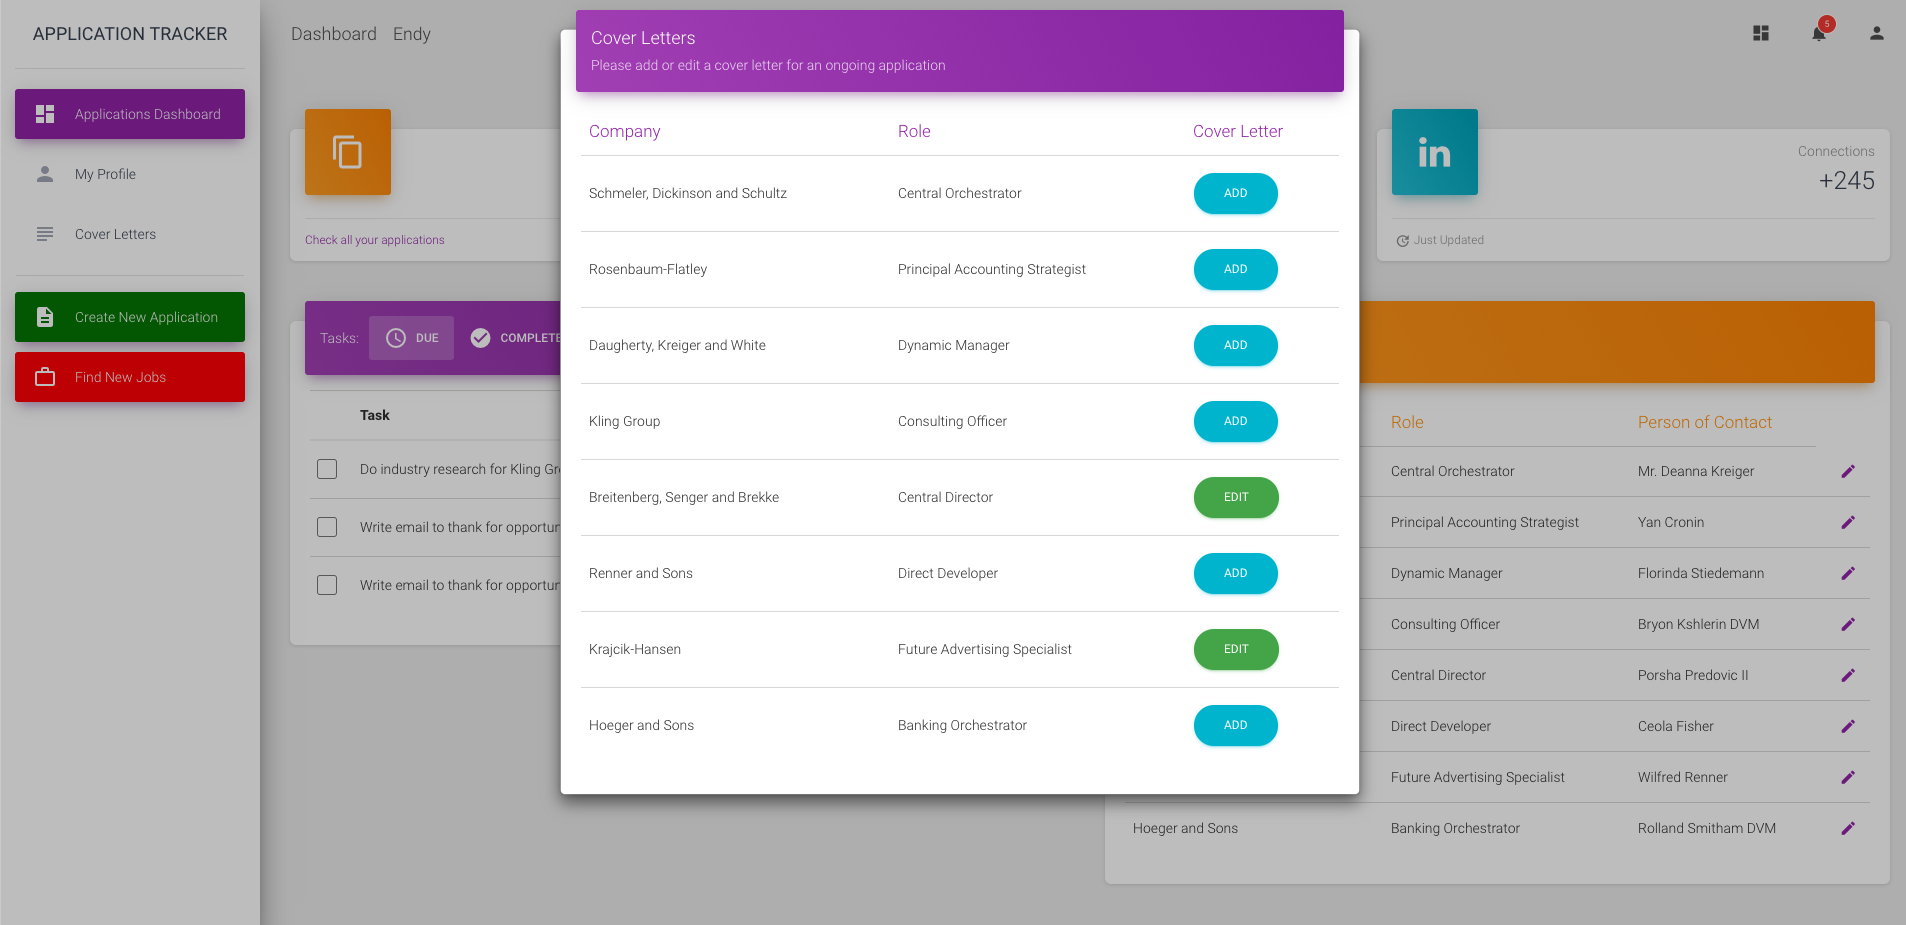 APPLICATION TRACKER
Applications Dashboard
My Profile
Cover Letters
Create New Application
Find New Jobs
Dashboard Endy
5
Check all your applications
Connections
+245
in
Just Updated
Tasks: DUE COMPLETE
Task
Do industry research for Kling Gr
Write email to thank for opportun
Write email to thank for opportun
Cover Letters
Please add or edit a cover letter for an ongoing application
Company Role Cover Letter
Schmeler, Dickinson and Schultz Central Orchestrator ADD
Rosenbaum-Flatley Principal Accounting Strategist ADD
Daugherty, Kreiger and White Dynamic Manager ADD
Kling Group Consulting Officer ADD
Breitenberg, Senger and Brekke Central Director EDIT
Renner and Sons Direct Developer ADD
Krajcik-Hansen Future Advertising Specialist EDIT
Hoeger and Sons Banking Orchestrator ADD
Role Person of Contact
Central Orchestrator Mr. Deanna Kreiger
Principal Accounting Strategist Yan Cronin
Dynamic Manager Florinda Stiedemann
Consulting Officer Bryon Kshlerin DVM
Central Director Porsha Predovic II
Direct Developer Ceola Fisher
Future Advertising Specialist Wilfred Renner
Hoeger and Sons Banking Orchestrator Rolland Smitham DVM